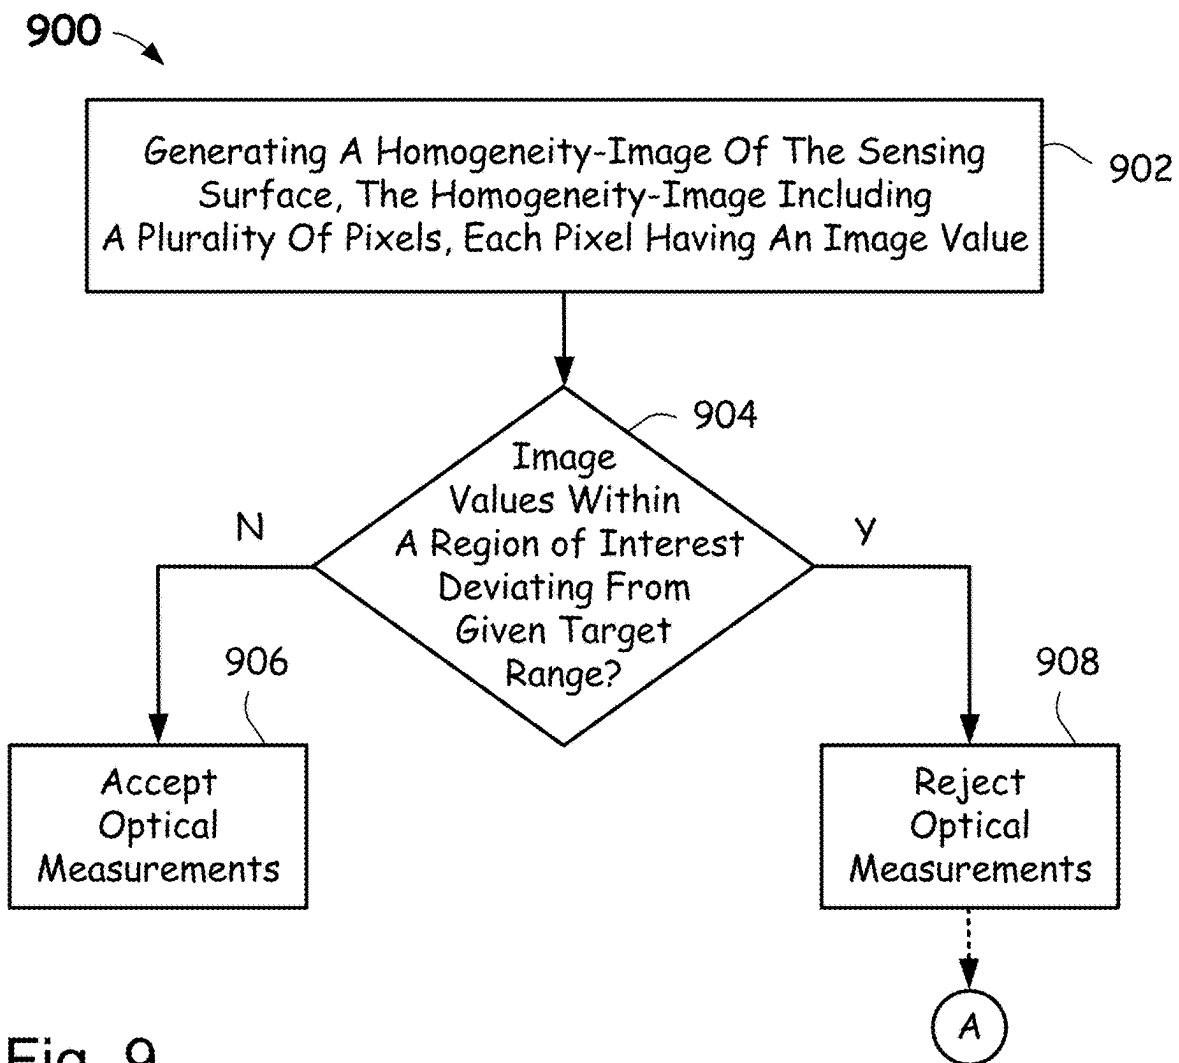 900
Generating A Homogeneity-Image Of The Sensing
Surface, The Homogeneity-Image Including
A Plurality Of Pixels, Each Pixel Having An Image Value
902
904
Image
Values Within
A Region of Interest
Deviating From
Given Target
Range?
N
Y
906
Accept
Optical
Measurements
908
Reject
Optical
Measurements
A
Fig. 9